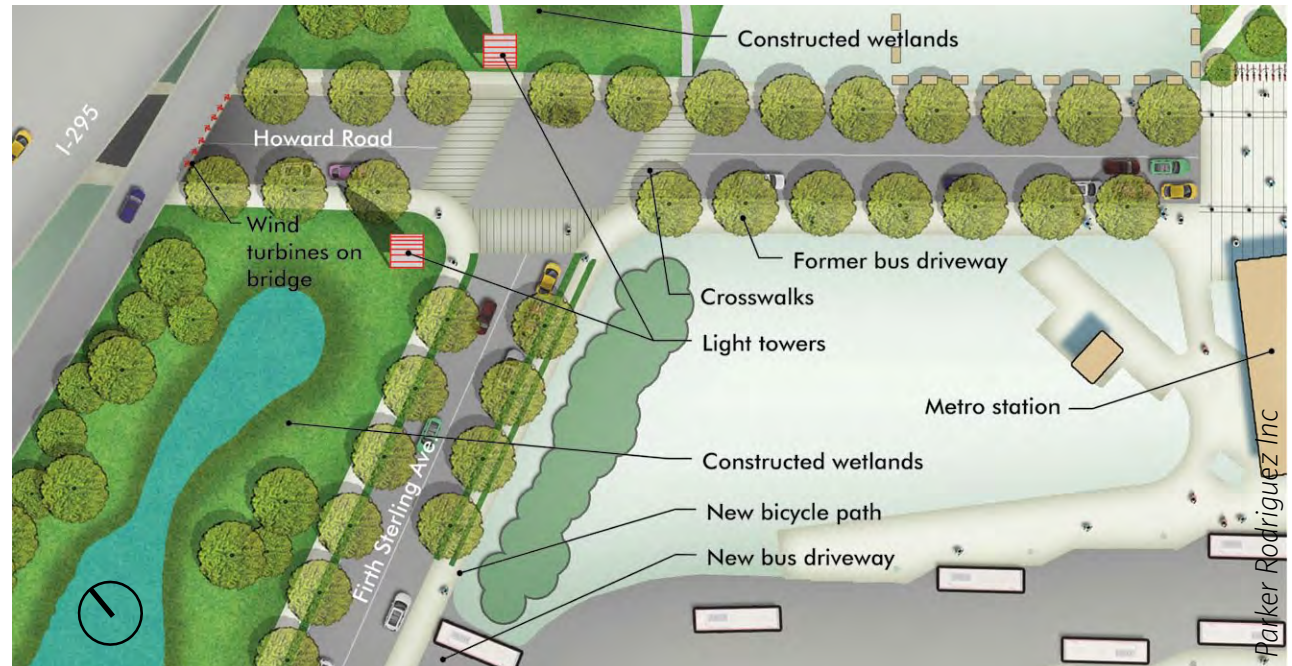 Constructed wetlands
I-295
Howard Road
Wind
turbines on
bridge
Former bus driveway
Crosswalks
Light towers
Metro station
Constructed wetlands
New bicycle path
New bus driveway
Firth Sterling Ave
Parker Rodriguez Inc